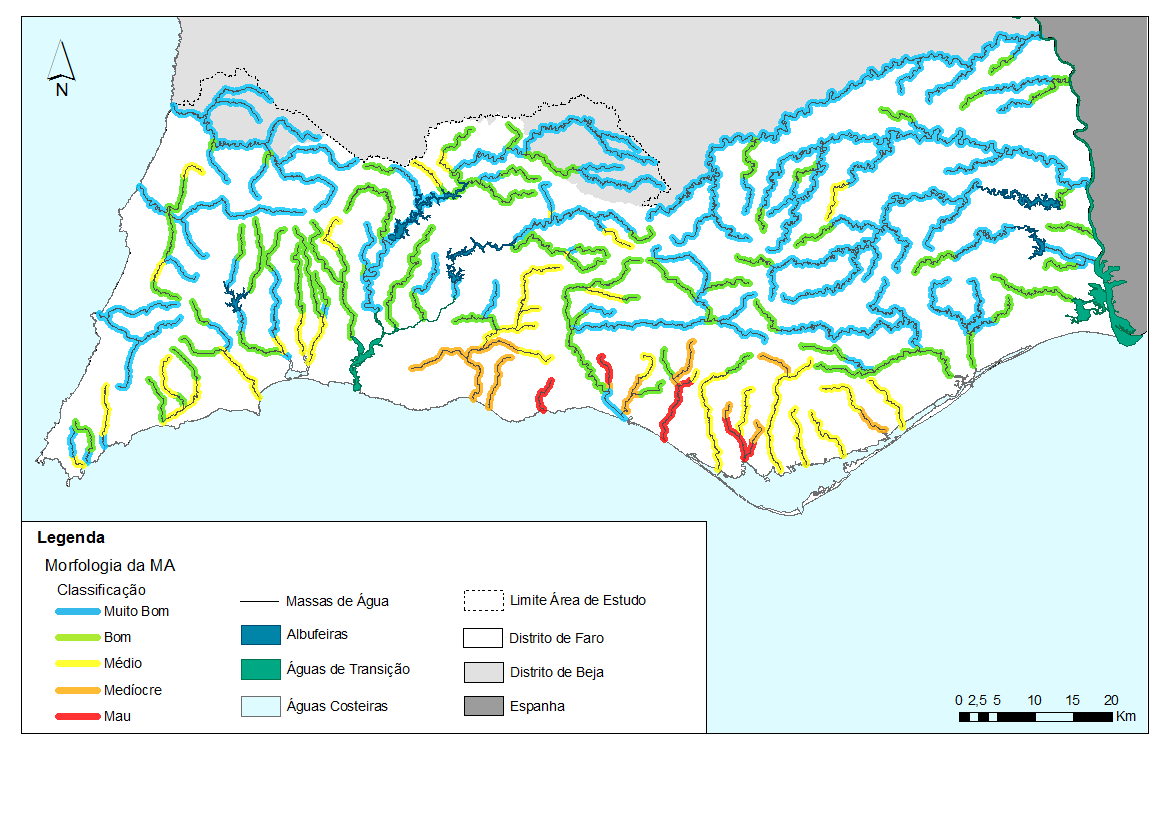 N
Legenda
Morfologia da MA
Classificação
Muito Bom
Bom
Médio
Medíocre
Mau
Massas de Água
Albufeiras
Águas de Transição
Águas Costeiras
Limite Área de Estudo
Distrito de Faro
Distrito de Beja
Espanha
0 2,5 5 10 15 20
Km